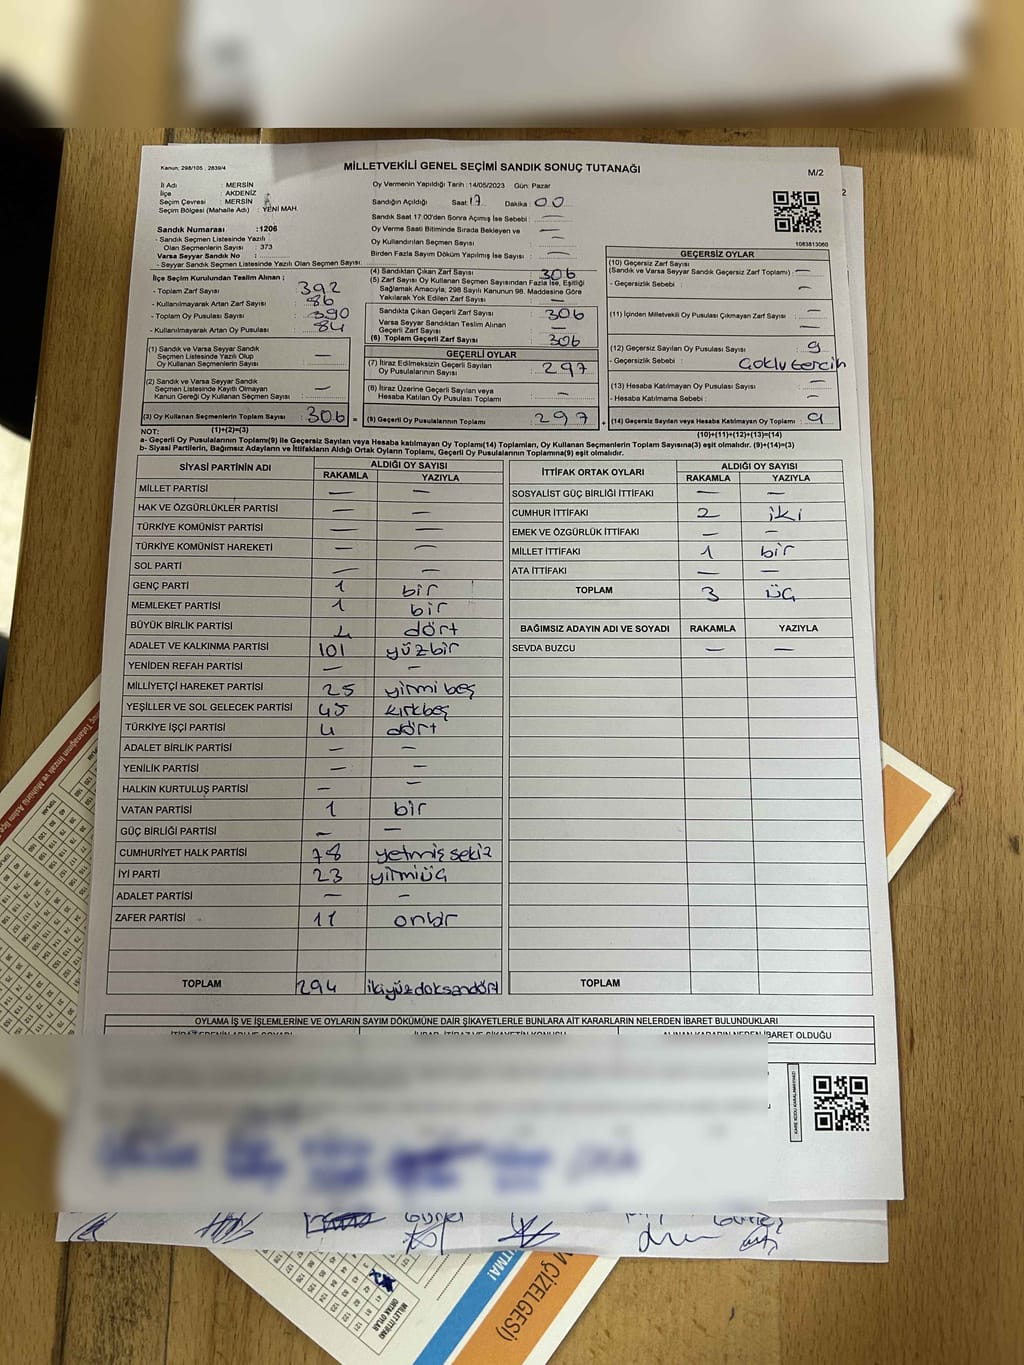 Kanun; 298/105 , 2839/4
MİLLETVEKİLİ GENEL SEÇİMİ SANDIK SONUÇ TUTANAĞI
M/2
İl Adı : MERSİN
İlçe : AKDENİZ
Seçim Çevresi : MERSİN
Seçim Bölgesi (Mahalle Adı) : YENİ MAH.
Sandık Numarası :1206
- Sandık Seçmen Listesinde Yazılı
Olan Seçmenlerin Sayısı : 373
Varsa Seyyar Sandık No :
- Seyyar Sandık Seçmen Listesinde Yazılı Olan Seçmen Sayısı:
Oy Vermenin Yapıldığı Tarih :14/05/2023 Gün: Pazar
Sandığın Açıldığı Saat: 17 Dakika: 00
Sandık Saat 17:00'den Sonra Açımış İse Sebebi : —
Oy Verme Saati Bitiminde Sırada Bekleyen ve
Oy Kullandırılan Seçmen Sayısı : —
Birden Fazla Sayım Döküm Yapılmış İse Sayısı: —
1083813060
İlçe Seçim Kurulundan Teslim Alınan ;
- Toplam Zarf Sayısı : 392
- Kullanılmayarak Artan Zarf Sayısı : 86
- Toplam Oy Pusulası Sayısı : 390
- Kullanılmayarak Artan Oy Pusulası : 84
(1) Sandık ve Varsa Seyyar Sandık
Seçmen Listesinde Yazılı Olup
Oy Kullanan Seçmenlerin Sayısı : —
(2) Sandık ve Varsa Seyyar Sandık
Seçmen Listesinde Kayıtlı Olmayan
Kanun Gereği Oy Kullanan Seçmen Sayısı : —
(3) Oy Kullanan Seçmenlerin Toplam Sayısı : 306 =
(4) Sandıktan Çıkan Zarf Sayısı : 306
(5) Zarf Sayısı Oy Kullanan Seçmen Sayısından Fazla İse, Eşitliği
Sağlamak Amacıyla; 298 Sayılı Kanunun 98. Maddesine Göre
Yakılarak Yok Edilen Zarf Sayısı : —
Sandıkta Çıkan Geçerli Zarf Sayısı : 306
Varsa Seyyar Sandıktan Teslim Alınan
Geçerli Zarf Sayısı : —
(6) Toplam Geçerli Zarf Sayısı : 306
GEÇERLİ OYLAR
(7) İtiraz Edilmeksizin Geçerli Sayılan
Oy Pusulalarının Sayısı : 297
(8) İtiraz Üzerine Geçerli Sayılan veya
Hesaba Katılan Oy Pusulası Toplamı : —
(9) Geçerli Oy Pusulalarının Toplamı : 297 +
GEÇERSİZ OYLAR
(10) Geçersiz Zarf Sayısı
(Sandık ve Varsa Seyyar Sandık Geçersiz Zarf Toplamı) : —
- Geçersizlik Sebebi : —
(11) İçinden Milletvekili Oy Pusulası Çıkmayan Zarf Sayısı : —
(12) Geçersiz Sayılan Oy Pusulası Sayısı : 9
- Geçersizlik Sebebi : Çoklu tercih
(13) Hesaba Katılmayan Oy Pusulası Sayısı : —
- Hesaba Katılmama Sebebi : —
(14) Geçersiz Sayılan veya Hesaba Katılmayan Oy Toplamı : 9
NOT: (1)+(2)=(3) (10)+(11)+(12)+(13)=(14)
a- Geçerli Oy Pusulalarının Toplamı(9) ile Geçersiz Sayılan veya Hesaba katılmayan Oy Toplam(14) Toplamları, Oy Kullanan Seçmenlerin Toplam Sayısına(3) eşit olmalıdır. (9)+(14)=(3)
b- Siyasi Partilerin, Bağımsız Adayların ve İttifakların Aldığı Ortak Oyların Toplamı, Geçerli Oy Pusulalarının Toplamına(9) eşit olmalıdır.
SİYASİ PARTİNİN ADI ALDIĞI OY SAYISI
RAKAMLA YAZIYLA
MİLLET PARTİSİ — —
HAK VE ÖZGÜRLÜKLER PARTİSİ — —
TÜRKİYE KOMÜNİST PARTİSİ — —
TÜRKİYE KOMÜNİST HAREKETİ — —
SOL PARTİ — —
GENÇ PARTİ 1 bir
MEMLEKET PARTİSİ 1 bir
BÜYÜK BİRLİK PARTİSİ 4 dört
ADALET VE KALKINMA PARTİSİ 101 yüzbir
YENİDEN REFAH PARTİSİ — —
MİLLİYETÇİ HAREKET PARTİSİ 25 yirmi beş
YEŞİLLER VE SOL GELECEK PARTİSİ 45 kırkbeş
TÜRKİYE İŞÇİ PARTİSİ 4 dört
ADALET BİRLİK PARTİSİ — —
YENİLİK PARTİSİ — —
HALKIN KURTULUŞ PARTİSİ — —
VATAN PARTİSİ 1 bir
GÜÇ BİRLİĞİ PARTİSİ — —
CUMHURİYET HALK PARTİSİ 78 yetmiş sekiz
İYİ PARTİ 23 yirmiüç
ADALET PARTİSİ — —
ZAFER PARTİSİ 11 onbir
TOPLAM 294 ikiyüzdoksandört
İTTİFAK ORTAK OYLARI ALDIĞI OY SAYISI
RAKAMLA YAZIYLA
SOSYALİST GÜÇ BİRLİĞİ İTTİFAKI — —
CUMHUR İTTİFAKI 2 iki
EMEK VE ÖZGÜRLÜK İTTİFAKI — —
MİLLET İTTİFAKI 1 bir
ATA İTTİFAKI — —
TOPLAM 3 üç
BAĞIMSIZ ADAYIN ADI VE SOYADI RAKAMLA YAZIYLA
SEVDA BUZCU — —
TOPLAM
OYLAMA İŞ VE İŞLEMLERİNE VE OYLARIN SAYIM DÖKÜMÜNE DAİR ŞİKAYETLERLE BUNLARA AİT KARARLARIN NELERDEN İBARET BULUNDUKLARI
ALINAN KARARIN NEDEN İBARET OLDUĞU
MİLLET İTTİFAKI
ORTAK OYLAR
ÇİZELGESİ)